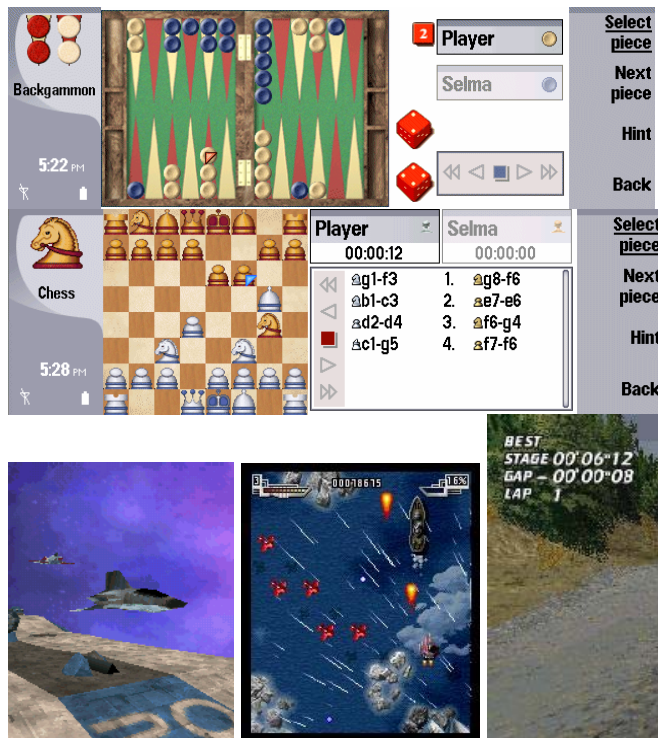 2
Player
Selma
Backgammon
5:22 PM
Select
piece
Next
piece
Hint
Back
Player
00:00:12
Selma
00:00:00
g1-f3 1. g8-f6
b1-c3 2. e7-e6
d2-d4 3. f6-g4
c1-g5 4. f7-f6
Chess
5:28 PM
Select
piece
Next
piece
Hint
Back
BEST
STAGE 00'06"12
GAP - 00'00"08
LAP 1
3
00018615
16%